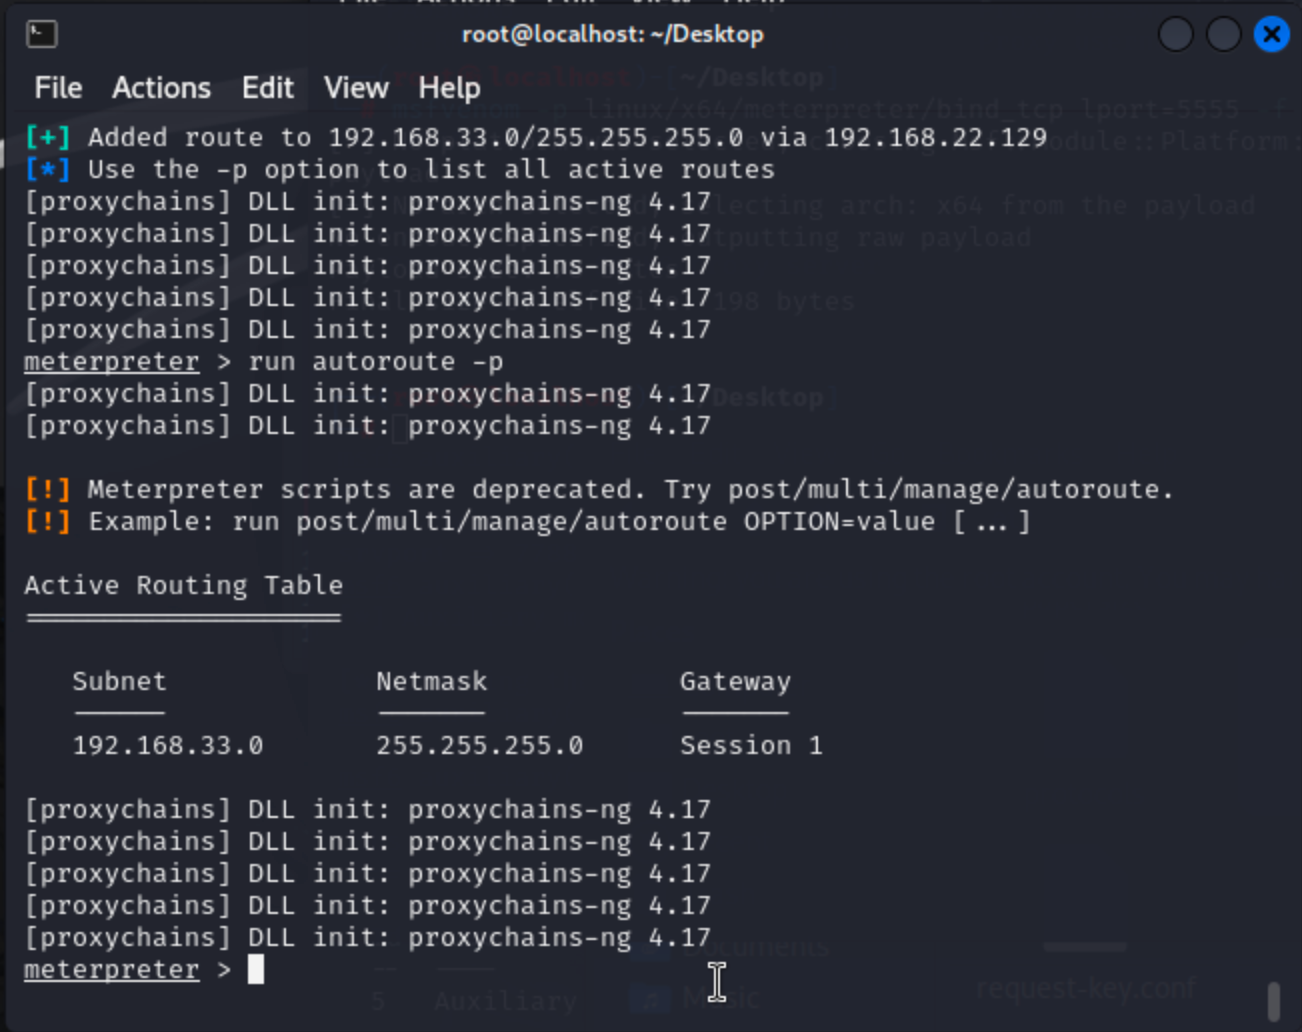 root@localhost: ~/Desktop
File Actions Edit View Help
[+] Added route to 192.168.33.0/255.255.255.0 via 192.168.22.129
[*] Use the -p option to list all active routes
[proxychains] DLL init: proxychains-ng 4.17
[proxychains] DLL init: proxychains-ng 4.17
[proxychains] DLL init: proxychains-ng 4.17
[proxychains] DLL init: proxychains-ng 4.17
[proxychains] DLL init: proxychains-ng 4.17
meterpreter > run autoroute -p
[proxychains] DLL init: proxychains-ng 4.17
[proxychains] DLL init: proxychains-ng 4.17
[!] Meterpreter scripts are deprecated. Try post/multi/manage/autoroute.
[!] Example: run post/multi/manage/autoroute OPTION=value [ ... ]
Active Routing Table
Subnet Netmask Gateway
192.168.33.0 255.255.255.0 Session 1
[proxychains] DLL init: proxychains-ng 4.17
[proxychains] DLL init: proxychains-ng 4.17
[proxychains] DLL init: proxychains-ng 4.17
[proxychains] DLL init: proxychains-ng 4.17
[proxychains] DLL init: proxychains-ng 4.17
meterpreter >
5 Auxiliary
request-key.conf